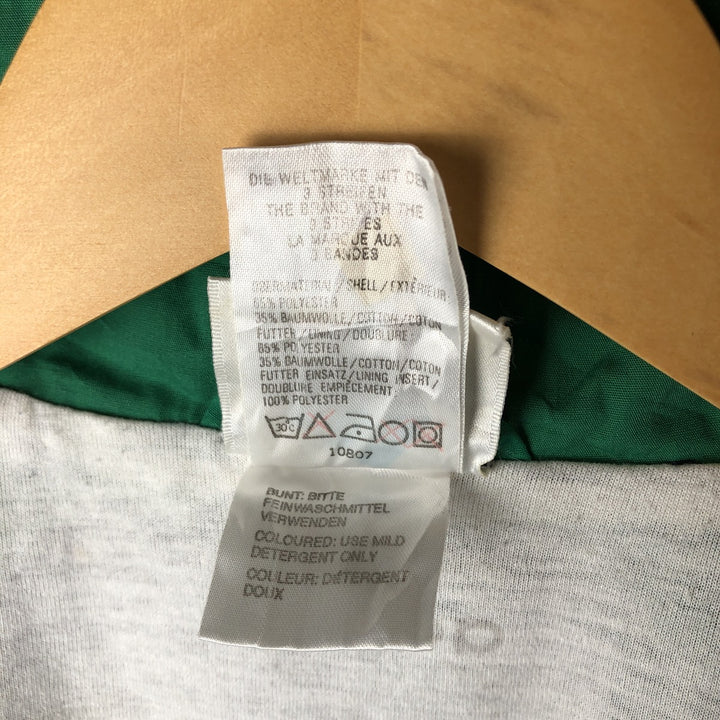 DIE WELTMARKE MIT DEN
3 STREIFEN
THE BRAND WITH THE
3 STRIPES
LA MARQUE AUX
3 BANDES
OBERMATERIAL/SHELL/EXTÉRIEUR:
65% POLYESTER
35% BAUMWOLLE/COTTON/COTON
FUTTER/LINING/DOUBLURE
65% POLYESTER
35% BAUMWOLLE/COTTON/COTON
FUTTER EINSATZ/LINING INSERT/
DOUBLURE EMPIÈCEMENT
100% POLYESTER
30°C
10807
BUNT: BITTE
FEINWASCHMITTEL
VERWENDEN
COLOURED: USE MILD
DETERGENT ONLY
COULEUR: DÉTERGENT
DOUX